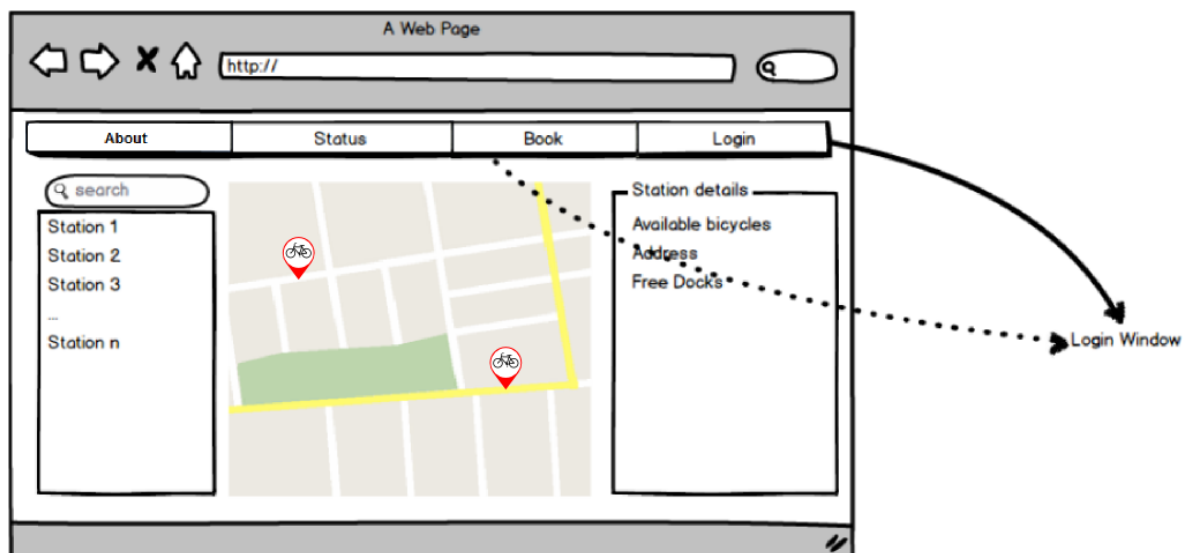 A Web Page
http://
About Status Book Login
search
Station 1
Station 2
Station 3
...
Station n
Station details
Available bicycles
Address
Free Docks
Login Window